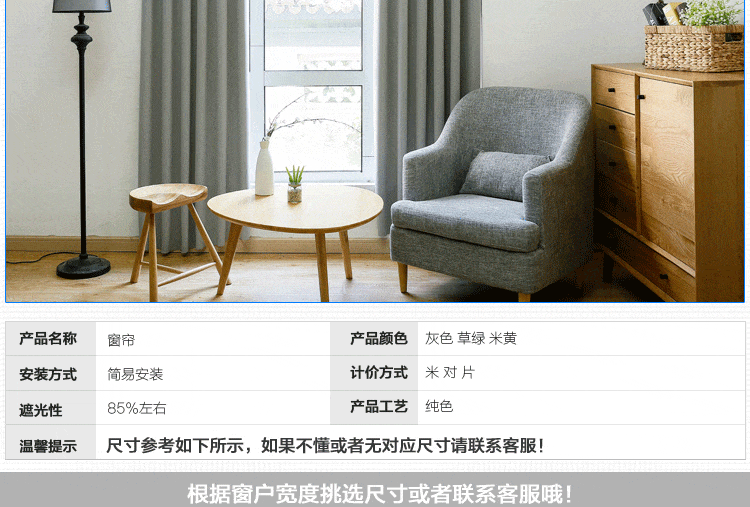 产品名称 窗帘 产品颜色 灰色 草绿 米黄
安装方式 简易安装 计价方式 米 对 片
遮光性 85%左右 产品工艺 纯色
温馨提示 尺寸参考如下所示，如果不懂或者无对应尺寸请联系客服！
根据窗户宽度挑选尺寸或者联系客服哦！